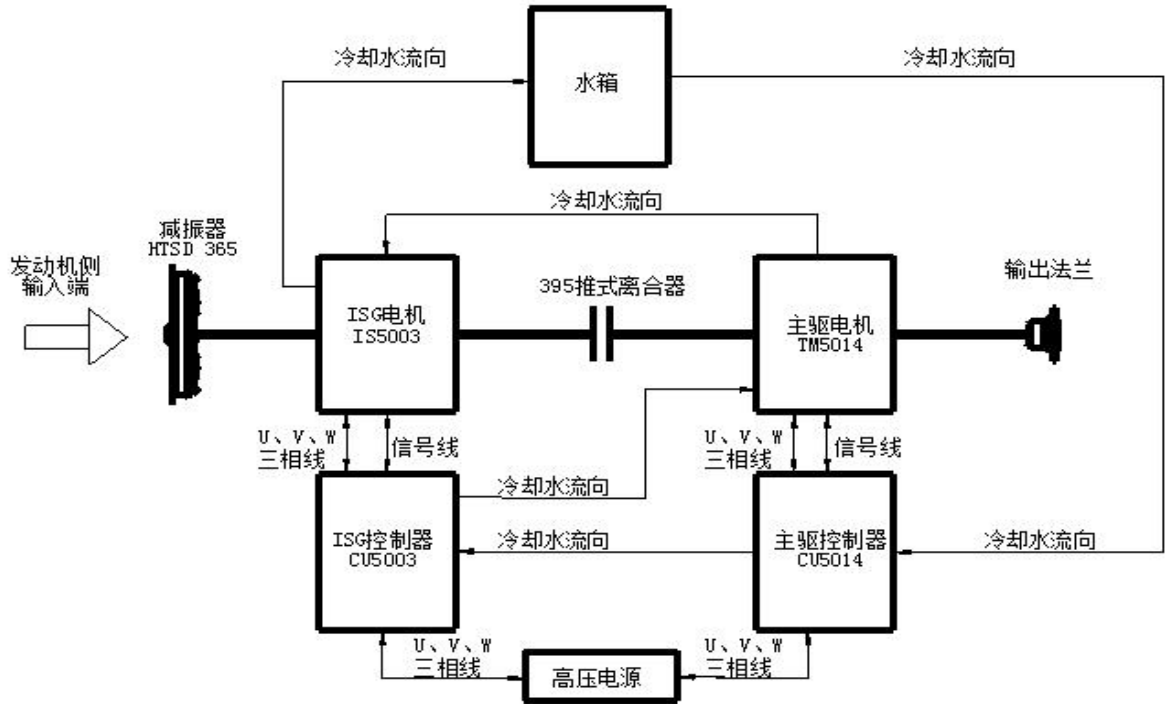 冷却水流向
水箱
冷却水流向
冷却水流向
减振器
HTSD 365
发动机侧
输入端
ISG电机
IS5003
395推式离合器
主驱电机
TM5014
输出法兰
U、V、W
三相线
信号线
U、V、W
三相线
信号线
冷却水流向
ISG控制器
CU5003
冷却水流向
主驱控制器
CU5014
冷却水流向
U、V、W
三相线
高压电源
U、V、W
三相线